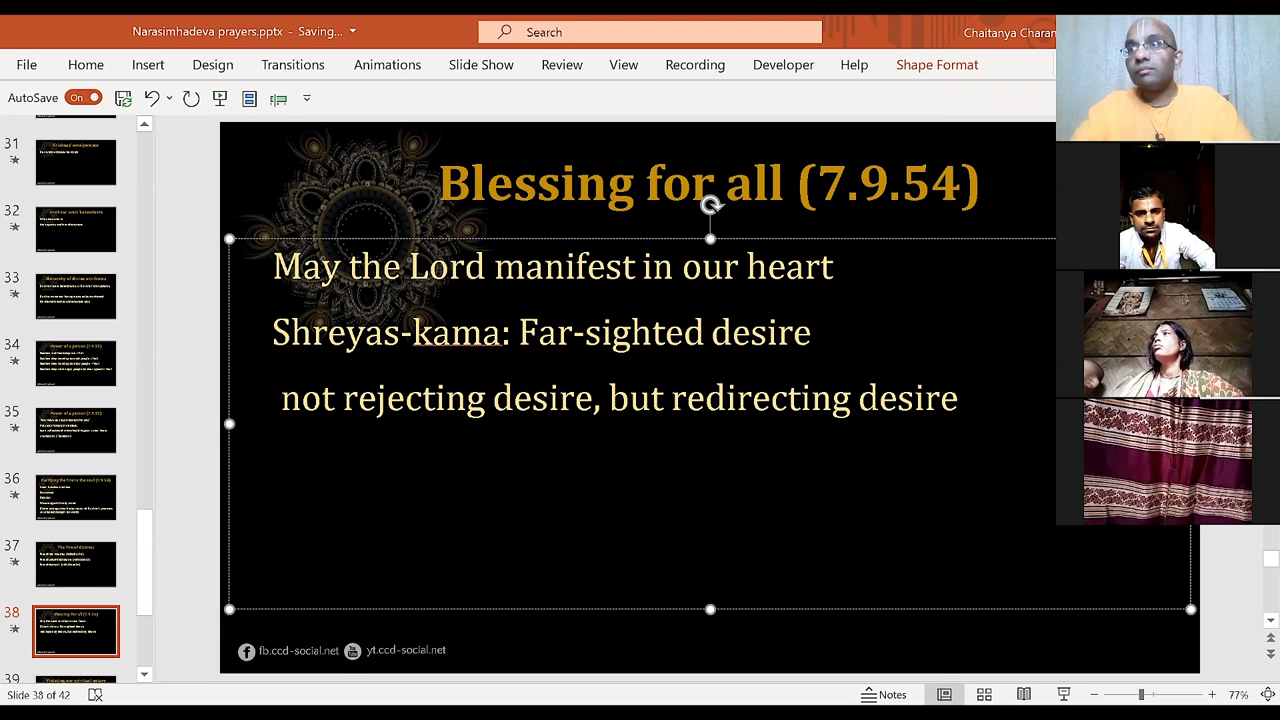 Narasimhadeva prayers.pptx - Saving...
Search
Chaitanya Charan
File Home Insert Design Transitions Animations Slide Show Review View Recording Developer Help Shape Format
AutoSave On
31
32
33
34
35
36
37
38
39
Blessing for all (7.9.54)
May the Lord manifest in our heart
Shreyas-kama: Far-sighted desire
not rejecting desire, but redirecting desire
fb.ccd-social.net yt.ccd-social.net
Slide 38 of 42
Notes
77%